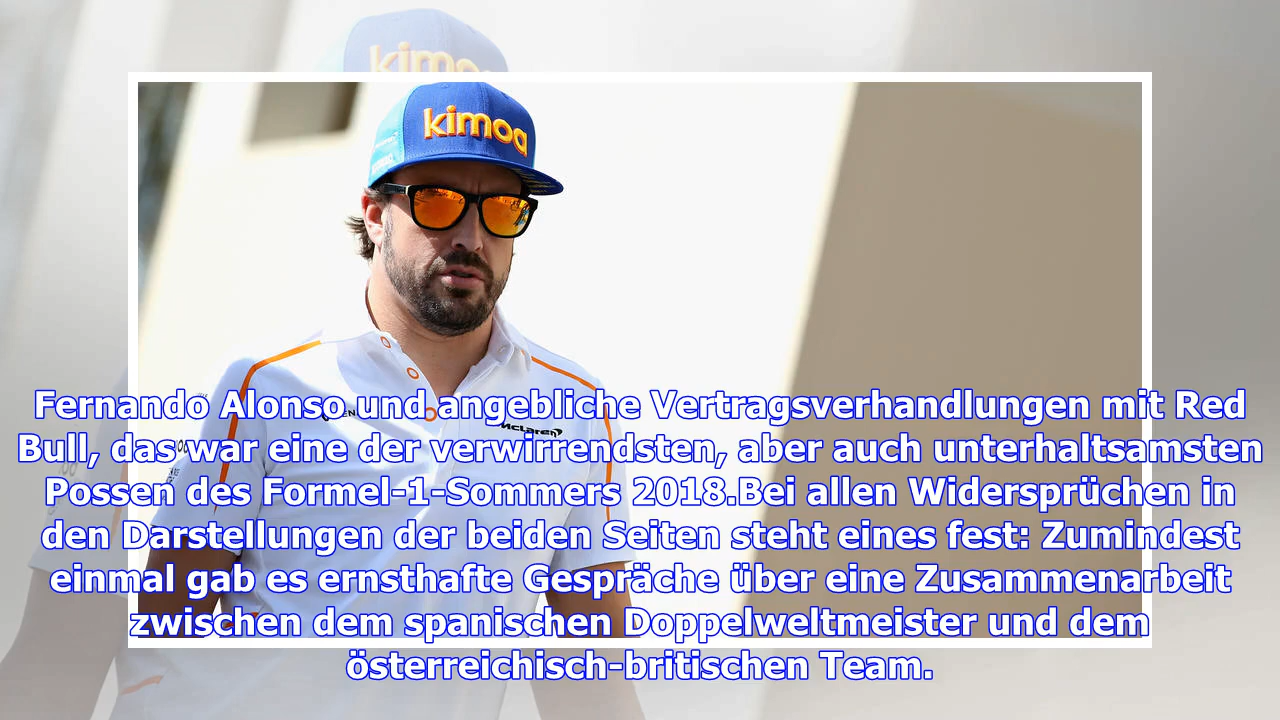 kimoa
kimoa
McLaren
Fernando Alonso und angebliche Vertragsverhandlungen mit Red
Bull, das war eine der verwirrendsten, aber auch unterhaltsamsten
Possen des Formel-1-Sommers 2018.Bei allen Widersprüchen in
den Darstellungen der beiden Seiten steht eines fest: Zumindest
einmal gab es ernsthafte Gespräche über eine Zusammenarbeit
zwischen dem spanischen Doppelweltmeister und dem
österreichisch-britischen Team.